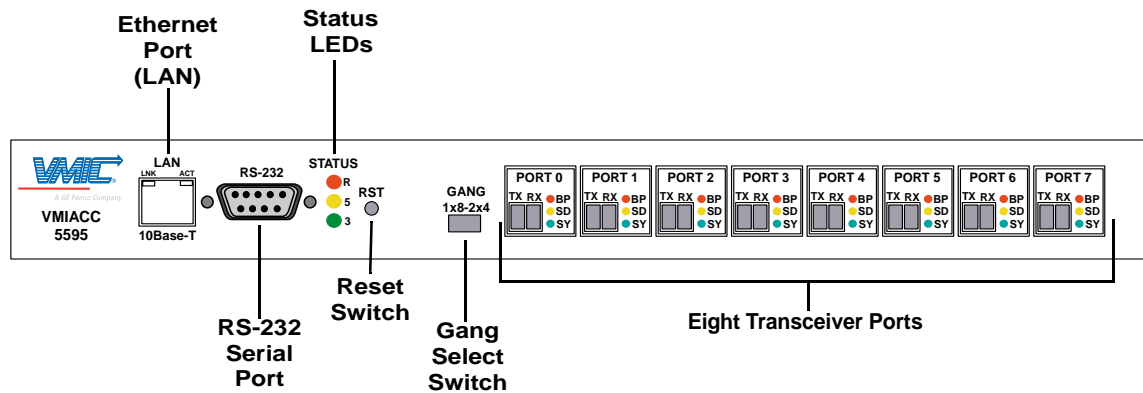 Ethernet
Port
(LAN)
Status
LEDs
VMIC®
A GE Fanuc Company
VMIACC
5595
LAN
LNK ACT
10Base-T
RS-232
STATUS
R
5
3
RST
GANG
1x8-2x4
PORT 0
TX RX BP
SD
SY
PORT 1
TX RX BP
SD
SY
PORT 2
TX RX BP
SD
SY
PORT 3
TX RX BP
SD
SY
PORT 4
TX RX BP
SD
SY
PORT 5
TX RX BP
SD
SY
PORT 6
TX RX BP
SD
SY
PORT 7
TX RX BP
SD
SY
RS-232
Serial
Port
Reset
Switch
Gang
Select
Switch
Eight Transceiver Ports